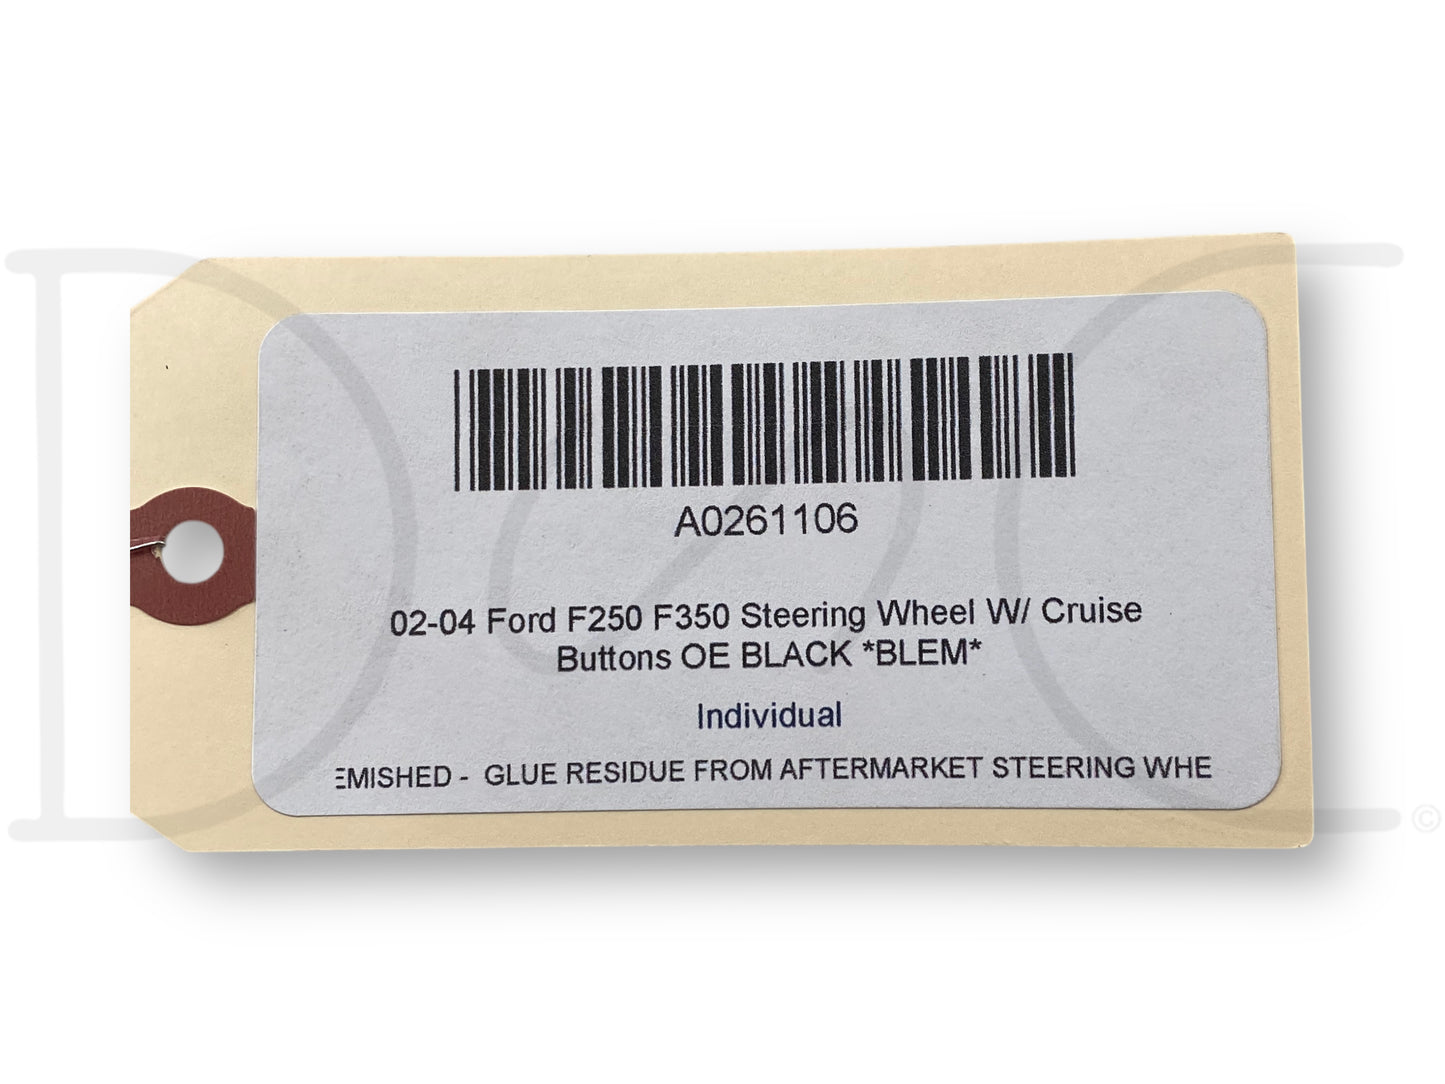 A0261106
02-04 Ford F250 F350 Steering Wheel W/ Cruise
Buttons OE BLACK *BLEM*
Individual
EMISHED - GLUE RESIDUE FROM AFTERMARKET STEERING WHE
©